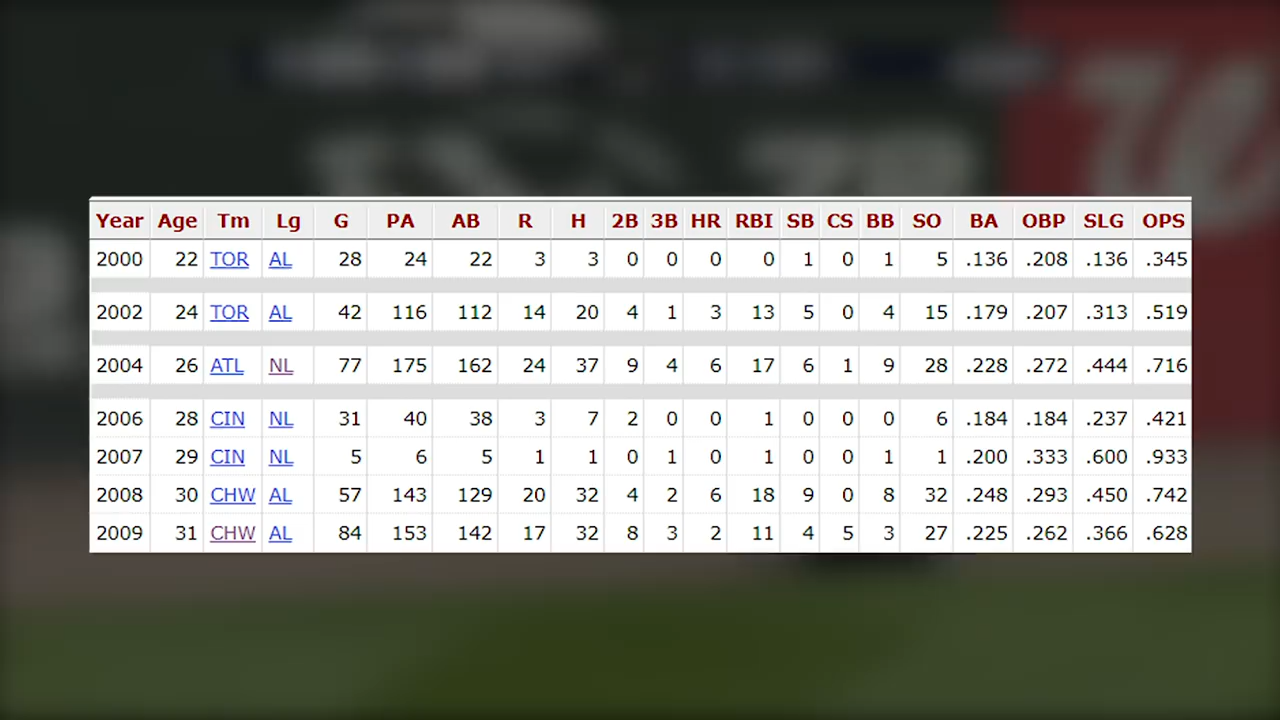 Year Age Tm Lg G PA AB R H 2B 3B HR RBI SB CS BB SO BA OBP SLG OPS
2000 22 TOR AL 28 24 22 3 3 0 0 0 0 1 0 1 5 .136 .208 .136 .345
2002 24 TOR AL 42 116 112 14 20 4 1 3 13 5 0 4 15 .179 .207 .313 .519
2004 26 ATL NL 77 175 162 24 37 9 4 6 17 6 1 9 28 .228 .272 .444 .716
2006 28 CIN NL 31 40 38 3 7 2 0 0 1 0 0 0 6 .184 .184 .237 .421
2007 29 CIN NL 5 6 5 1 1 0 1 0 1 0 0 1 1 .200 .333 .600 .933
2008 30 CHW AL 57 143 129 20 32 4 2 6 18 9 0 8 32 .248 .293 .450 .742
2009 31 CHW AL 84 153 142 17 32 8 3 2 11 4 5 3 27 .225 .262 .366 .628